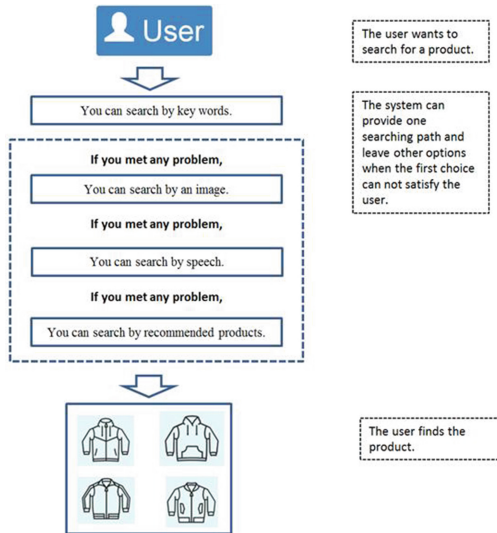 User
The user wants to
search for a product.
You can search by key words.
The system can
provide one
searching path and
leave other options
when the first choice
can not satisfy the
user.
If you met any problem,
You can search by an image.
If you met any problem,
You can search by speech.
If you met any problem,
You can search by recommended products.
The user finds the
product.